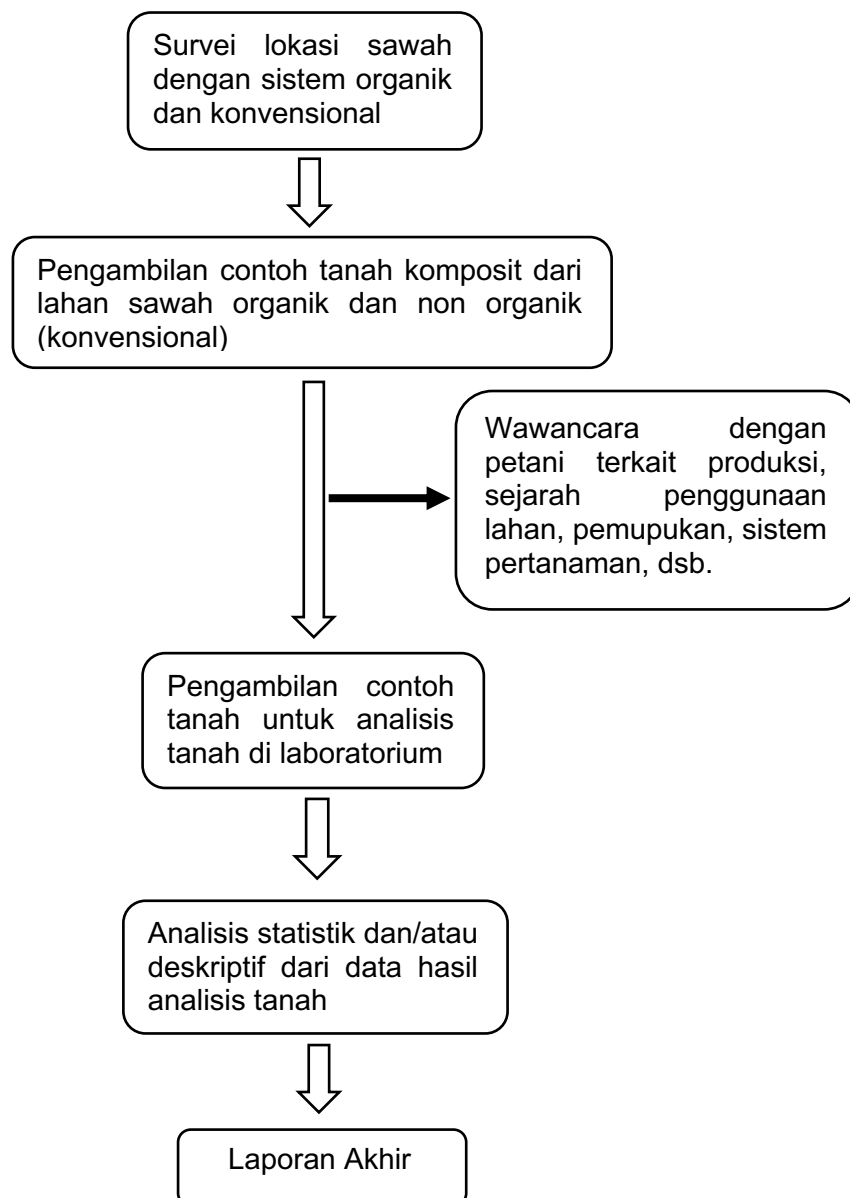 Survei lokasi sawah
dengan sistem organik
dan konvensional
Pengambilan contoh tanah komposit dari
lahan sawah organik dan non organik
(konvensional)
Wawancara dengan
petani terkait produksi,
sejarah penggunaan
lahan, pemupukan, sistem
pertanaman, dsb.
Pengambilan contoh
tanah untuk analisis
tanah di laboratorium
Analisis statistik dan/atau
deskriptif dari data hasil
analisis tanah
Laporan Akhir